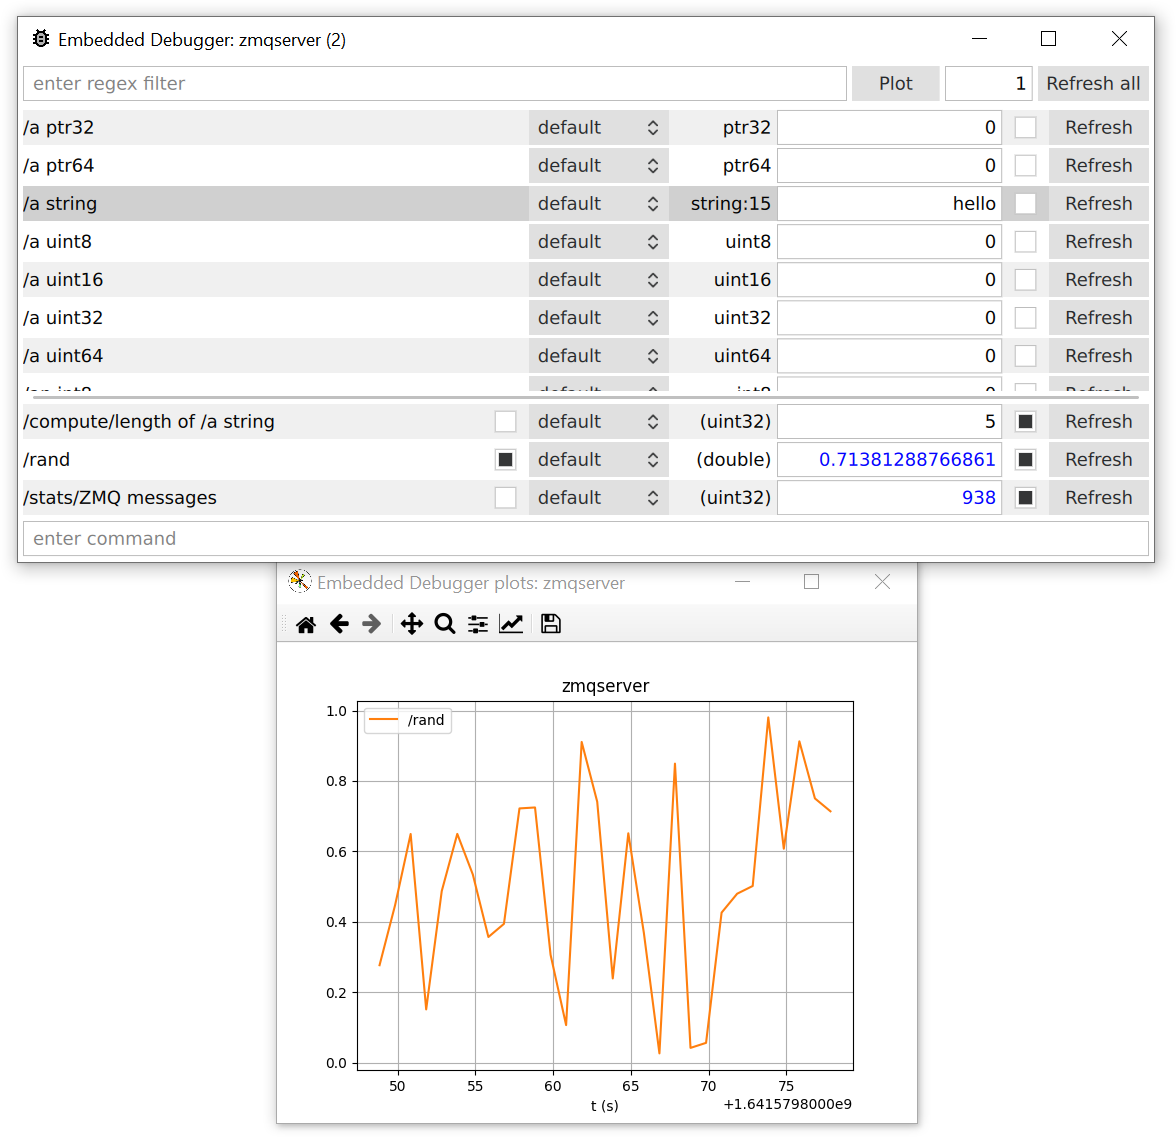 Embedded Debugger: zmqserver (2)
enter regex filter Plot 1 Refresh all
/a ptr32 default ptr32 0 Refresh
/a ptr64 default ptr64 0 Refresh
/a string default string:15 hello Refresh
/a uint8 default uint8 0 Refresh
/a uint16 default uint16 0 Refresh
/a uint32 default uint32 0 Refresh
/a uint64 default uint64 0 Refresh
/compute/length of /a string default (uint32) 5 Refresh
/rand default (double) 0.71381288766861 Refresh
/stats/ZMQ messages default (uint32) 938 Refresh
enter command
Embedded Debugger plots: zmqserver
zmqserver
/rand
1.0
0.8
0.6
0.4
0.2
0.0
50 55 60 65 70 75
t (s) +1.6415798000e9